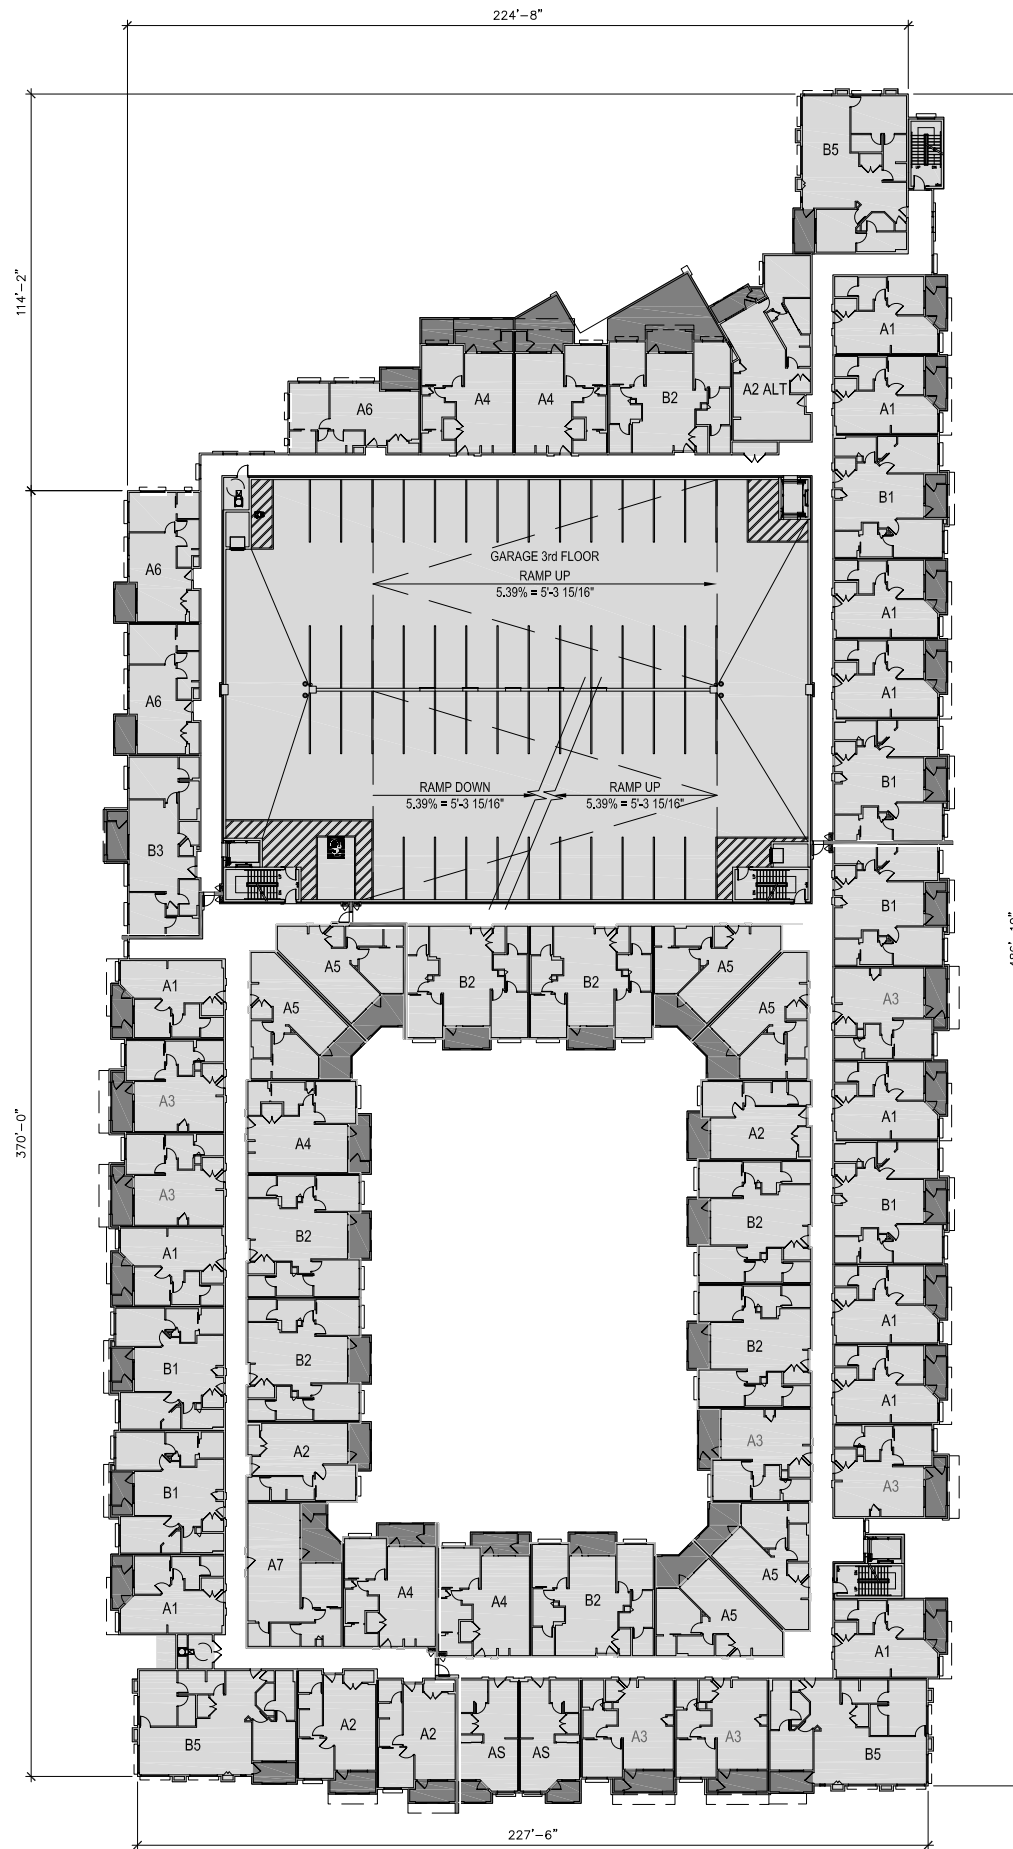 224'-8"
B5
114'-2"
A1
A6
A4
A4
B2
A2 ALT
A1
B1
GARAGE 3rd FLOOR
RAMP UP
5.39% = 5'-3 15/16"
A6
A1
A1
A6
B1
RAMP DOWN
5.39% = 5'-3 15/16"
RAMP UP
5.39% = 5'-3 15/16"
B3
B1
A5
B2
B2
A5
A1
A5
A5
A3
A3
A1
370'-0"
A4
A2
A3
B2
B2
B1
A1
A1
B1
B2
B2
A1
A2
A3
B1
A3
A7
A4
A4
B2
A5
A5
A1
A1
B5
A2
A2
AS
AS
A3
A3
B5
227'-6"